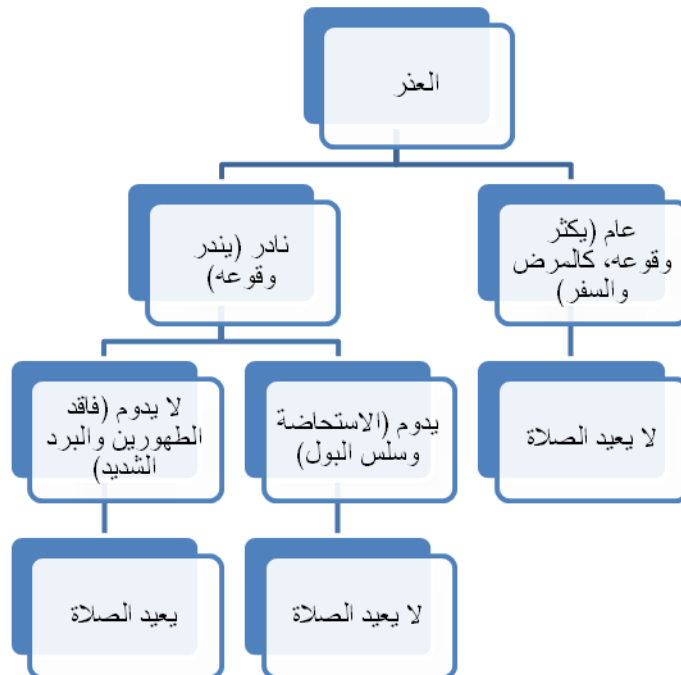 العذر
عام (يكثر
وقوعه، كالمرض
والسفر)
نادر (يندر
وقوعه)
لا يعيد الصلاة
يدوم (الاستحاضة
وسلس البول)
لا يدوم (فاقد
الطهورين والبرد
الشديد)
لا يعيد الصلاة
يعيد الصلاة